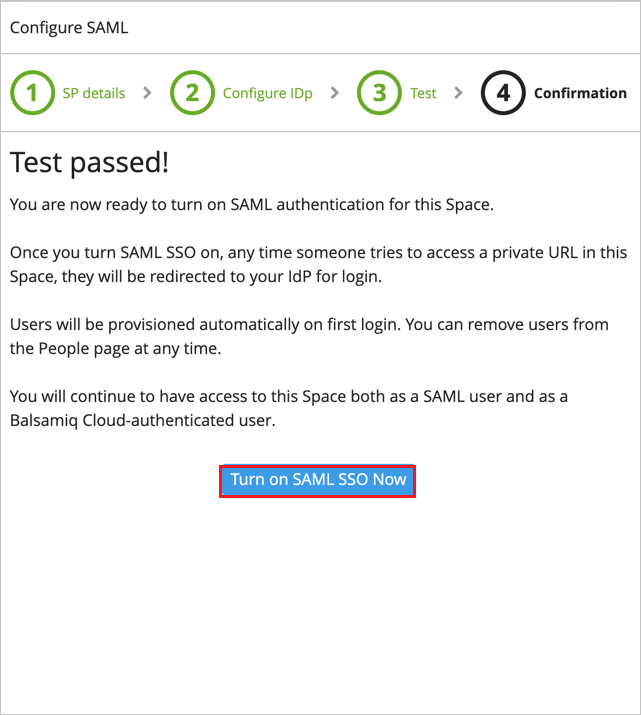 Configure SAML
1 SP details > 2 Configure IDp > 3 Test > 4 Confirmation
Test passed!
You are now ready to turn on SAML authentication for this Space.
Once you turn SAML SSO on, any time someone tries to access a private URL in this
Space, they will be redirected to your IdP for login.
Users will be provisioned automatically on first login. You can remove users from
the People page at any time.
You will continue to have access to this Space both as a SAML user and as a
Balsamiq Cloud-authenticated user.
Turn on SAML SSO Now